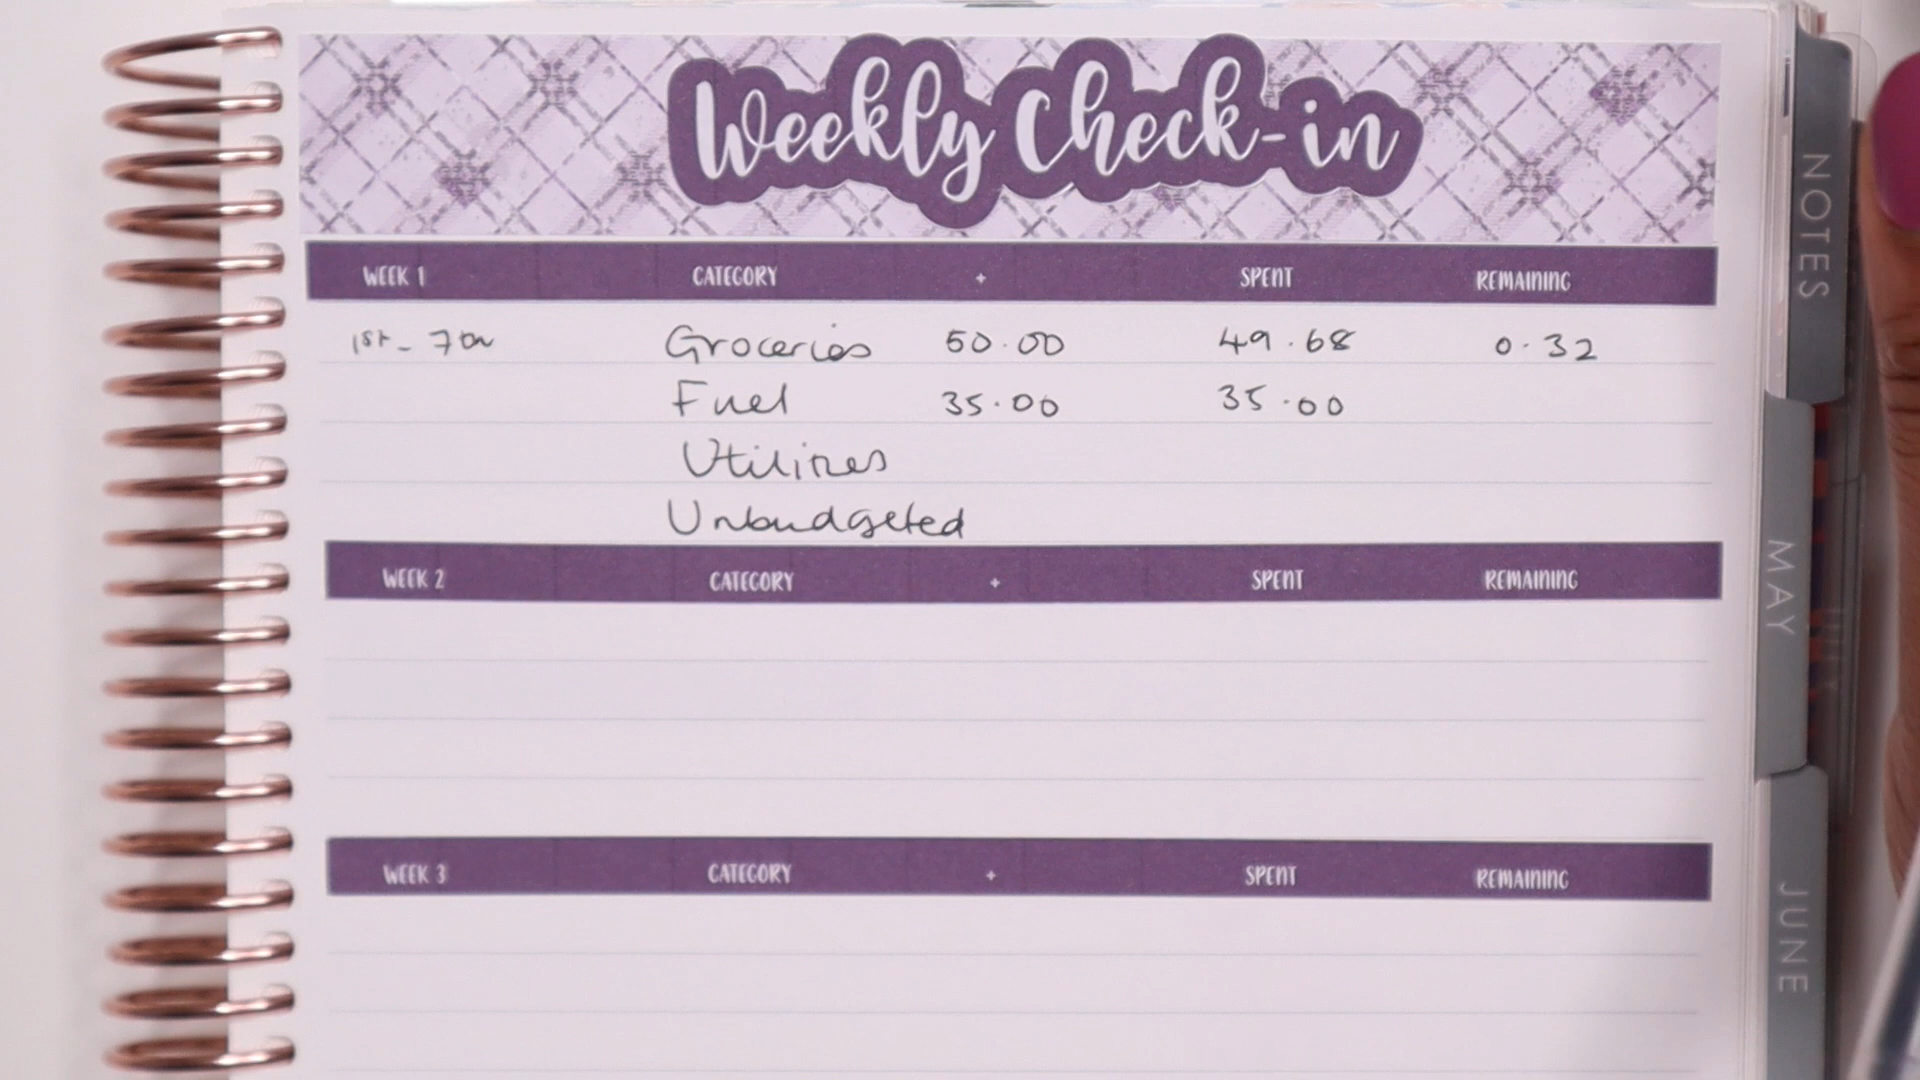 Weekly Check-in
WEEK 1 CATEGORY + SPENT REMAINING
1st - 7th Groceries 50.00 49.68 0.32
Fuel 35.00 35.00
Utilities
Unbudgeted
WEEK 2 CATEGORY + SPENT REMAINING
WEEK 3 CATEGORY + SPENT REMAINING
NOTES
MAY
JUNE